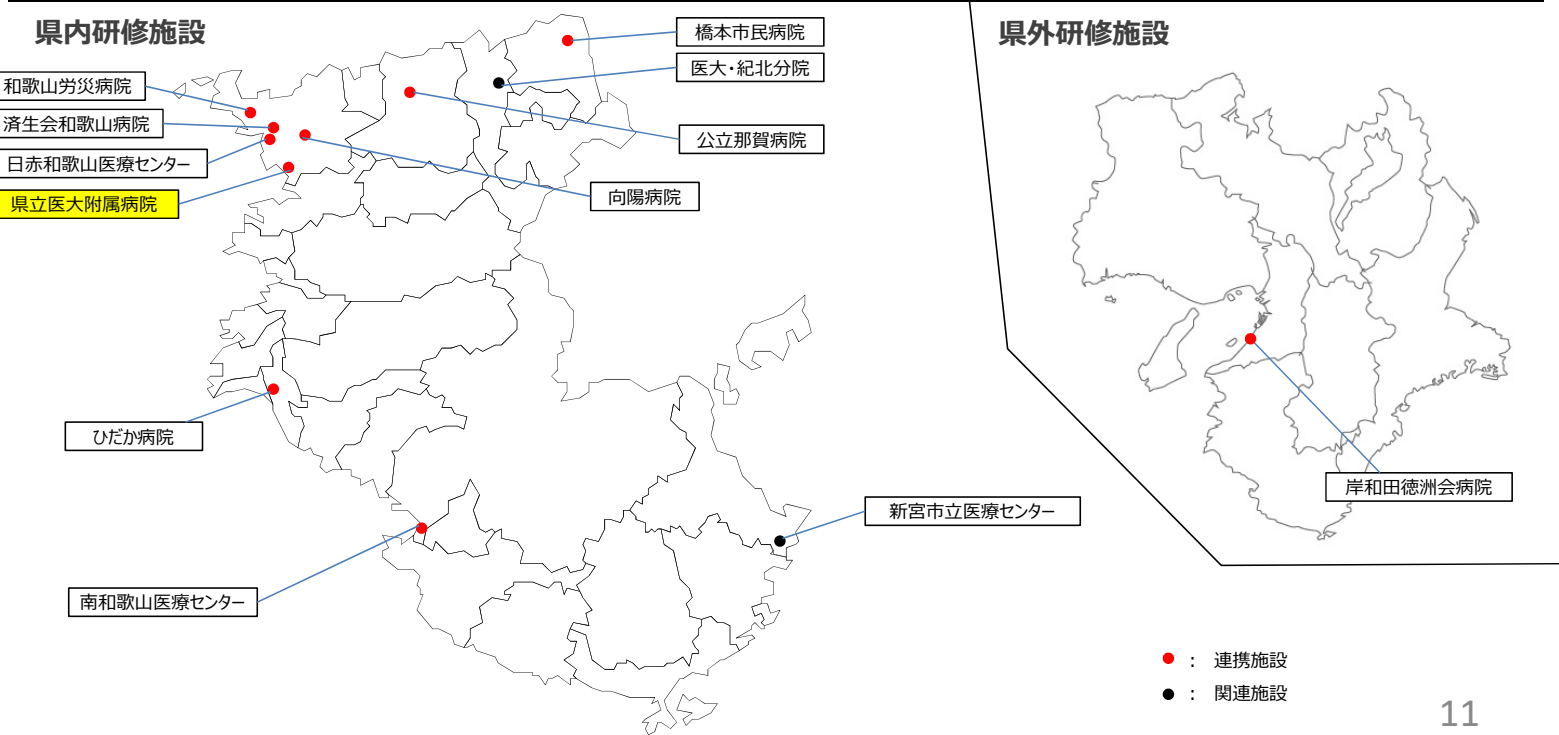 県内研修施設
県外研修施設
橋本市民病院
医大・紀北分院
和歌山労災病院
済生会和歌山病院
公立那賀病院
日赤和歌山医療センター
県立医大附属病院
向陽病院
ひだか病院
岸和田徳洲会病院
新宮市立医療センター
南和歌山医療センター
： 連携施設
： 関連施設
11